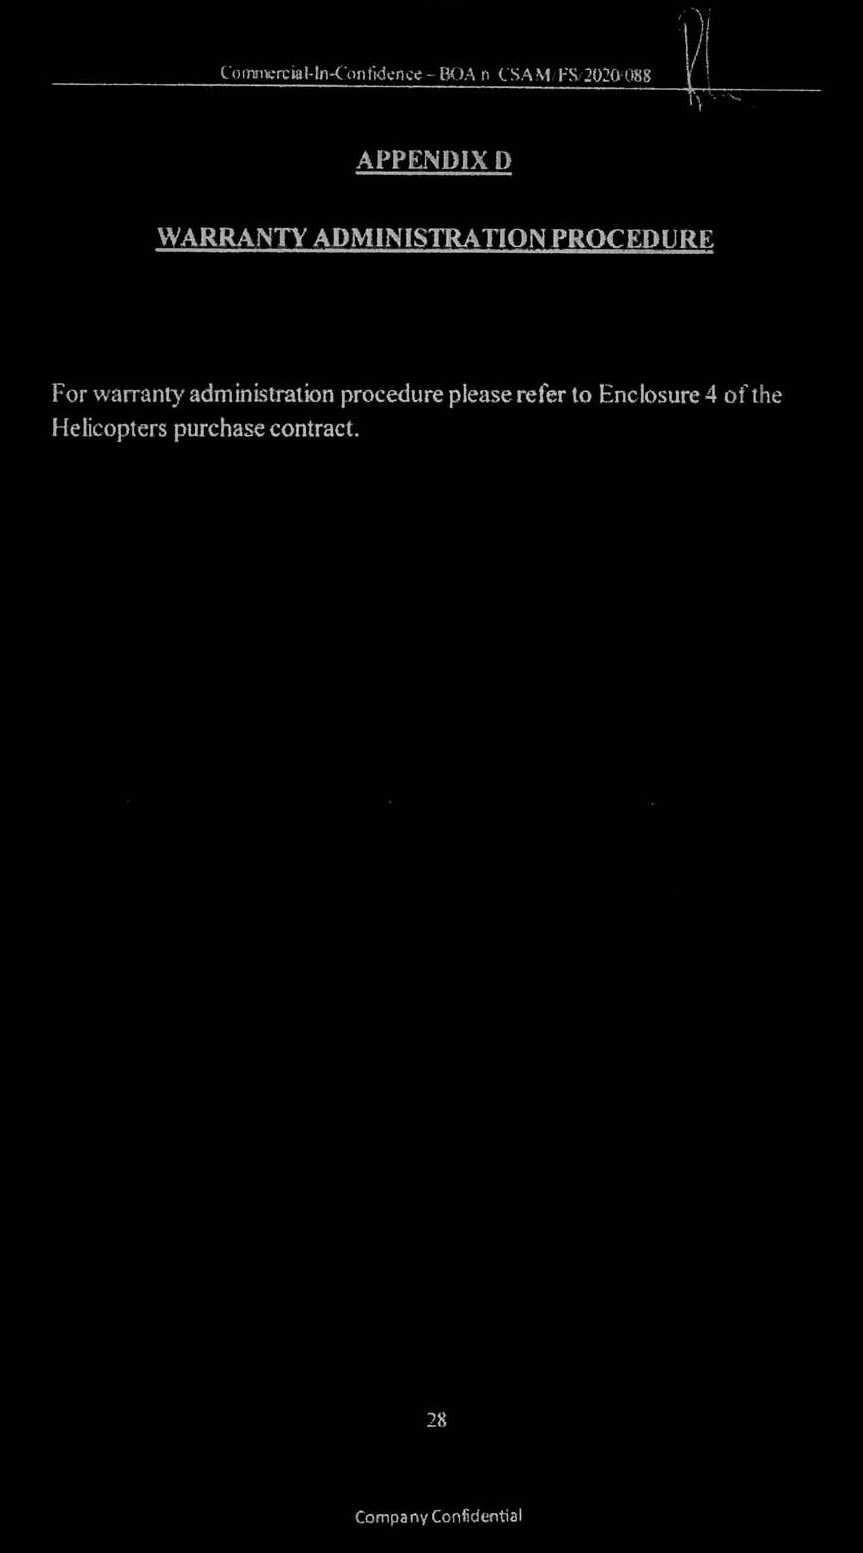 Commercial-In-Confidence – BOA n CSAM/FS/2020/088
APPENDIX D
WARRANTY ADMINISTRATION PROCEDURE
For warranty administration procedure please refer to Enclosure 4 of the
Helicopters purchase contract.
28
Company Confidential